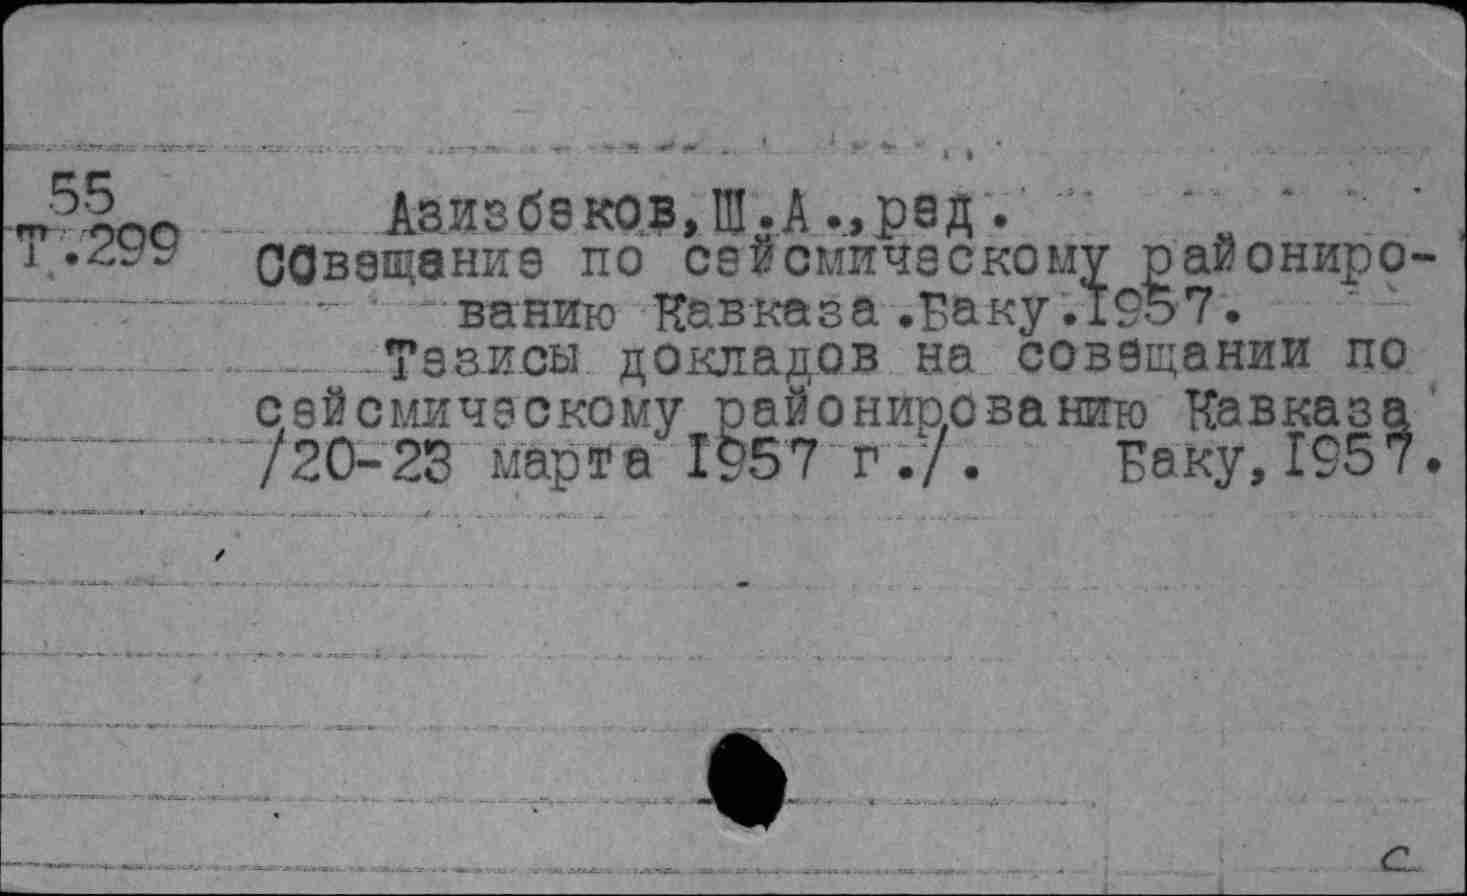 55
Т.299
Азизбеков,Ш.А.,ред.
Совещание по сейсмическому райониро-
ванию Кавказа.Баку.1957.
Тезисы докладов на совещании по
сейсмическому районированию Кавказа
/20-23 марта 1957 г./. Баку,1957.
с